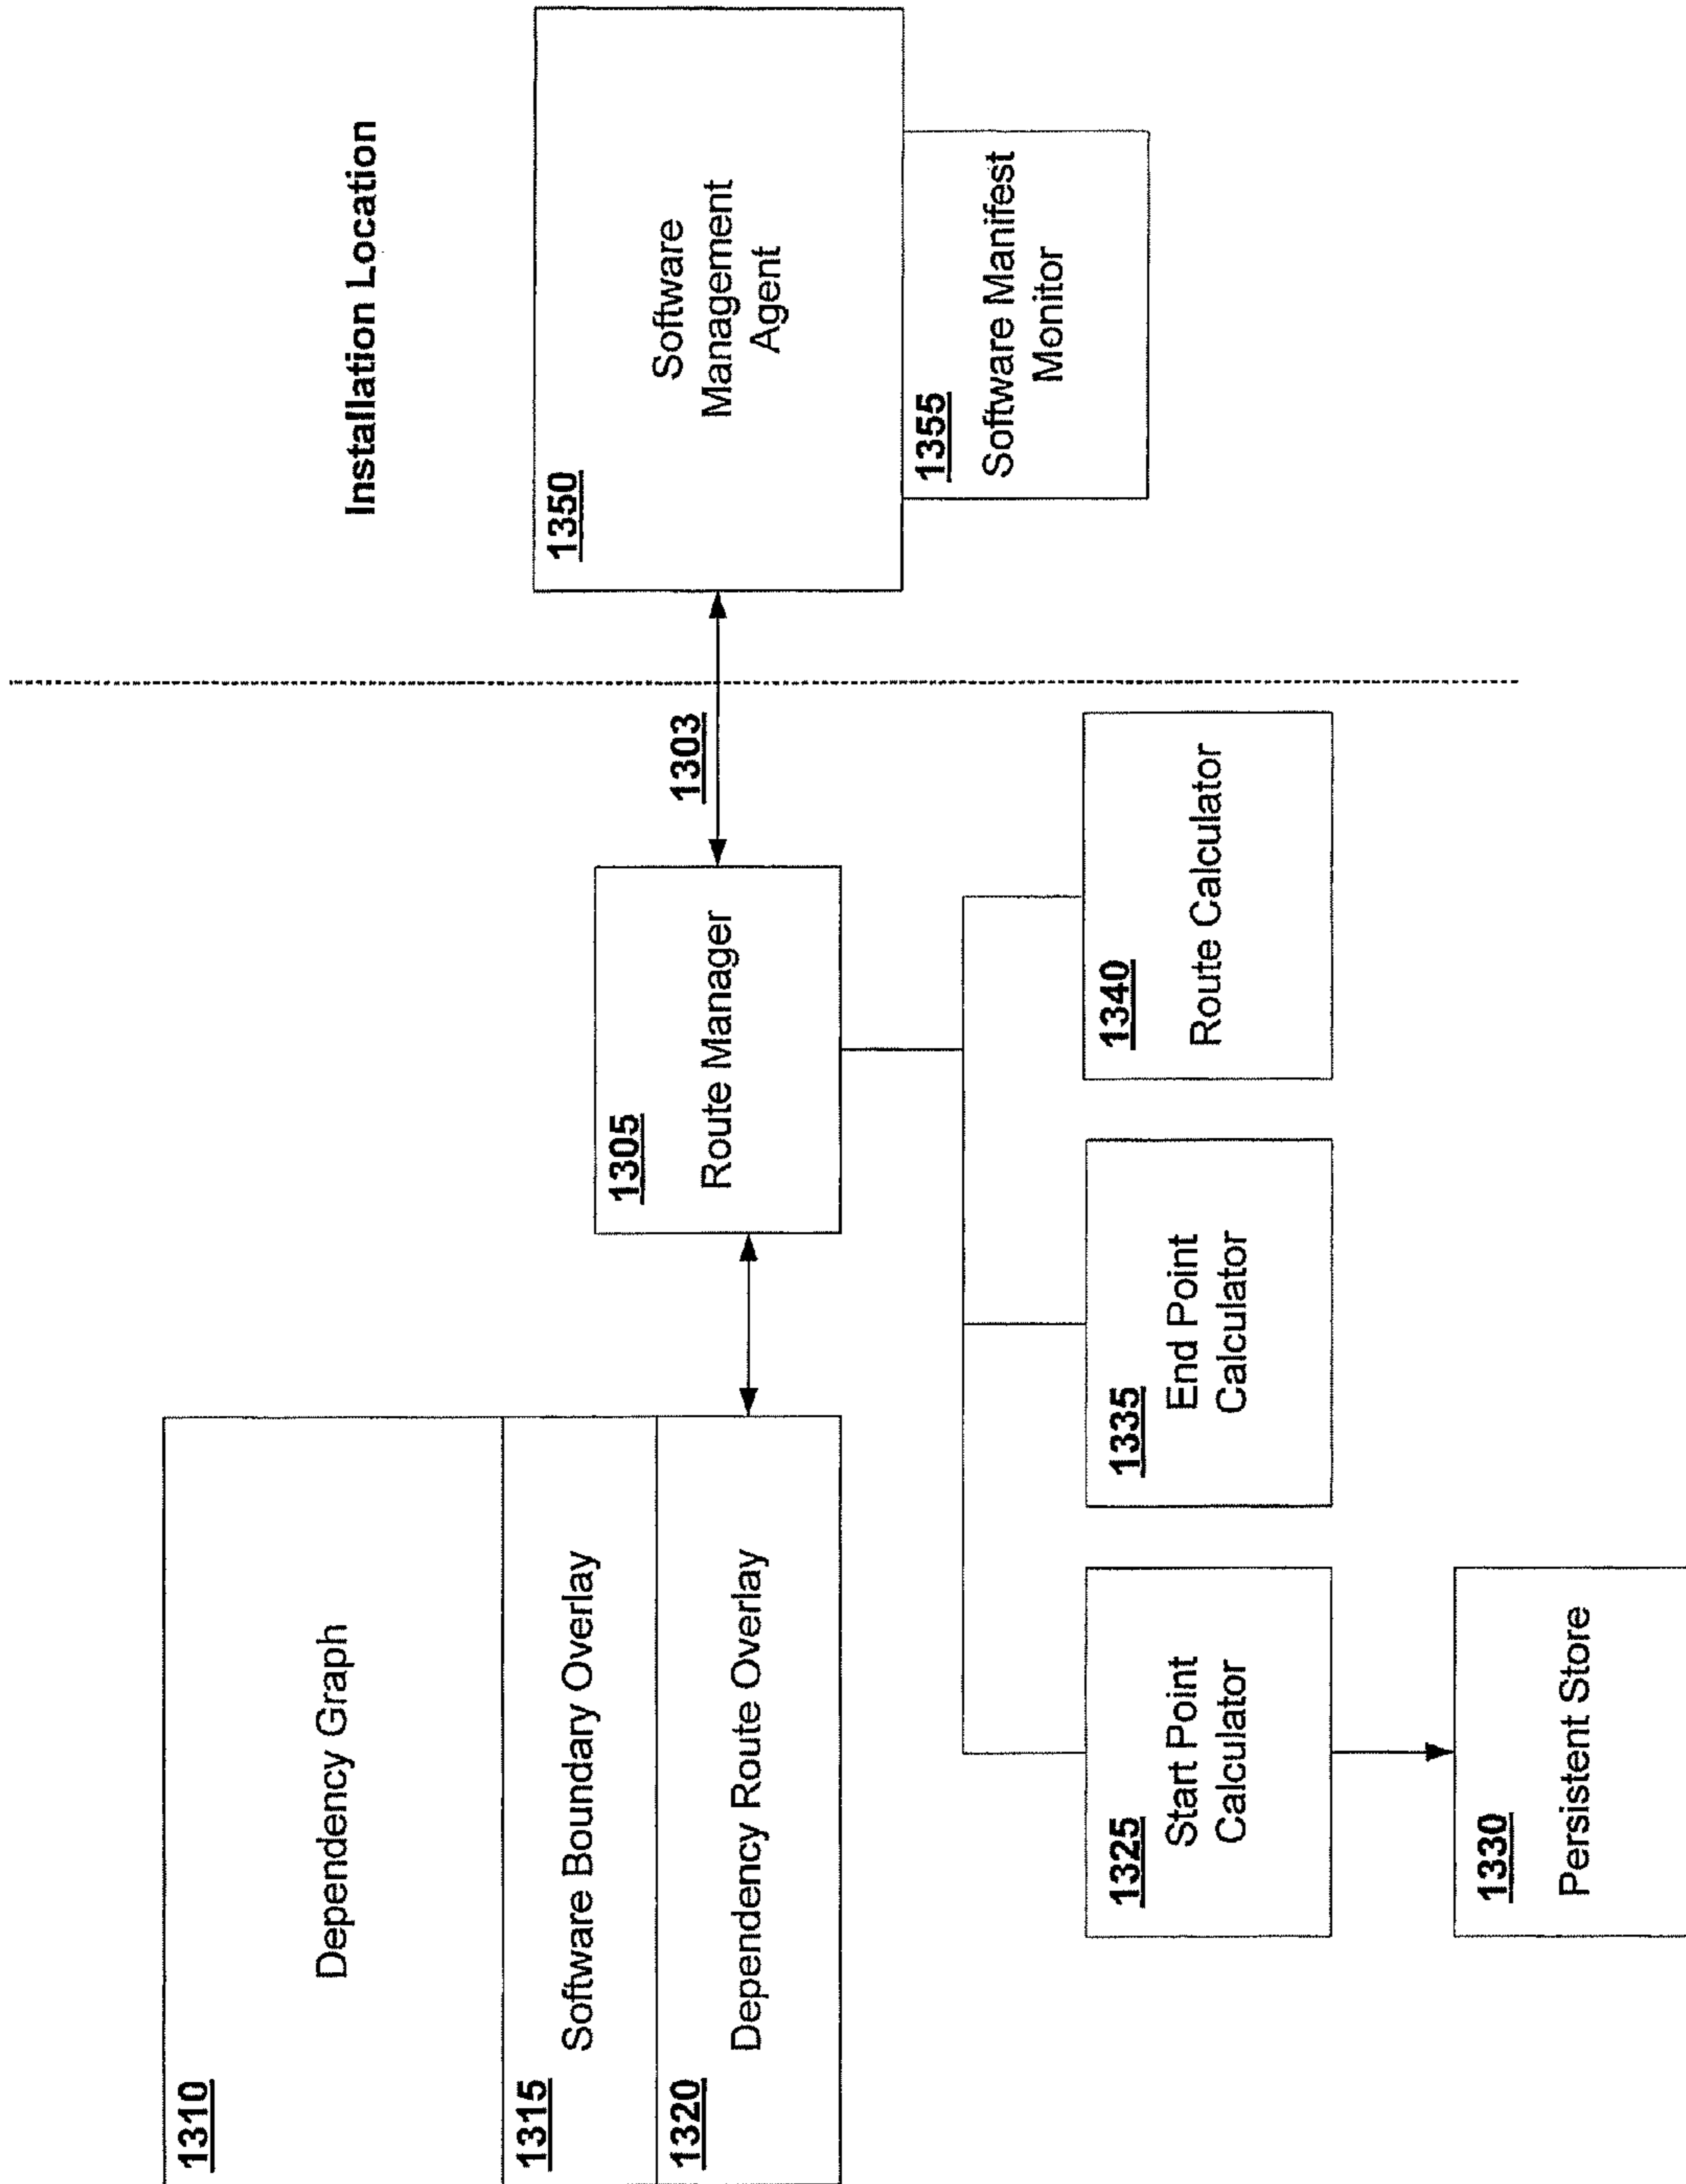 Installation Location
1310
Dependency Graph
1315
Software Boundary Overlay
1320
Dependency Route Overlay
1305
Route Manager
1303
1350
Software
Management
Agent
1355
Software Manifest
Monitor
1325
Start Point
Calculator
1335
End Point
Calculator
1340
Route Calculator
1330
Persistent Store